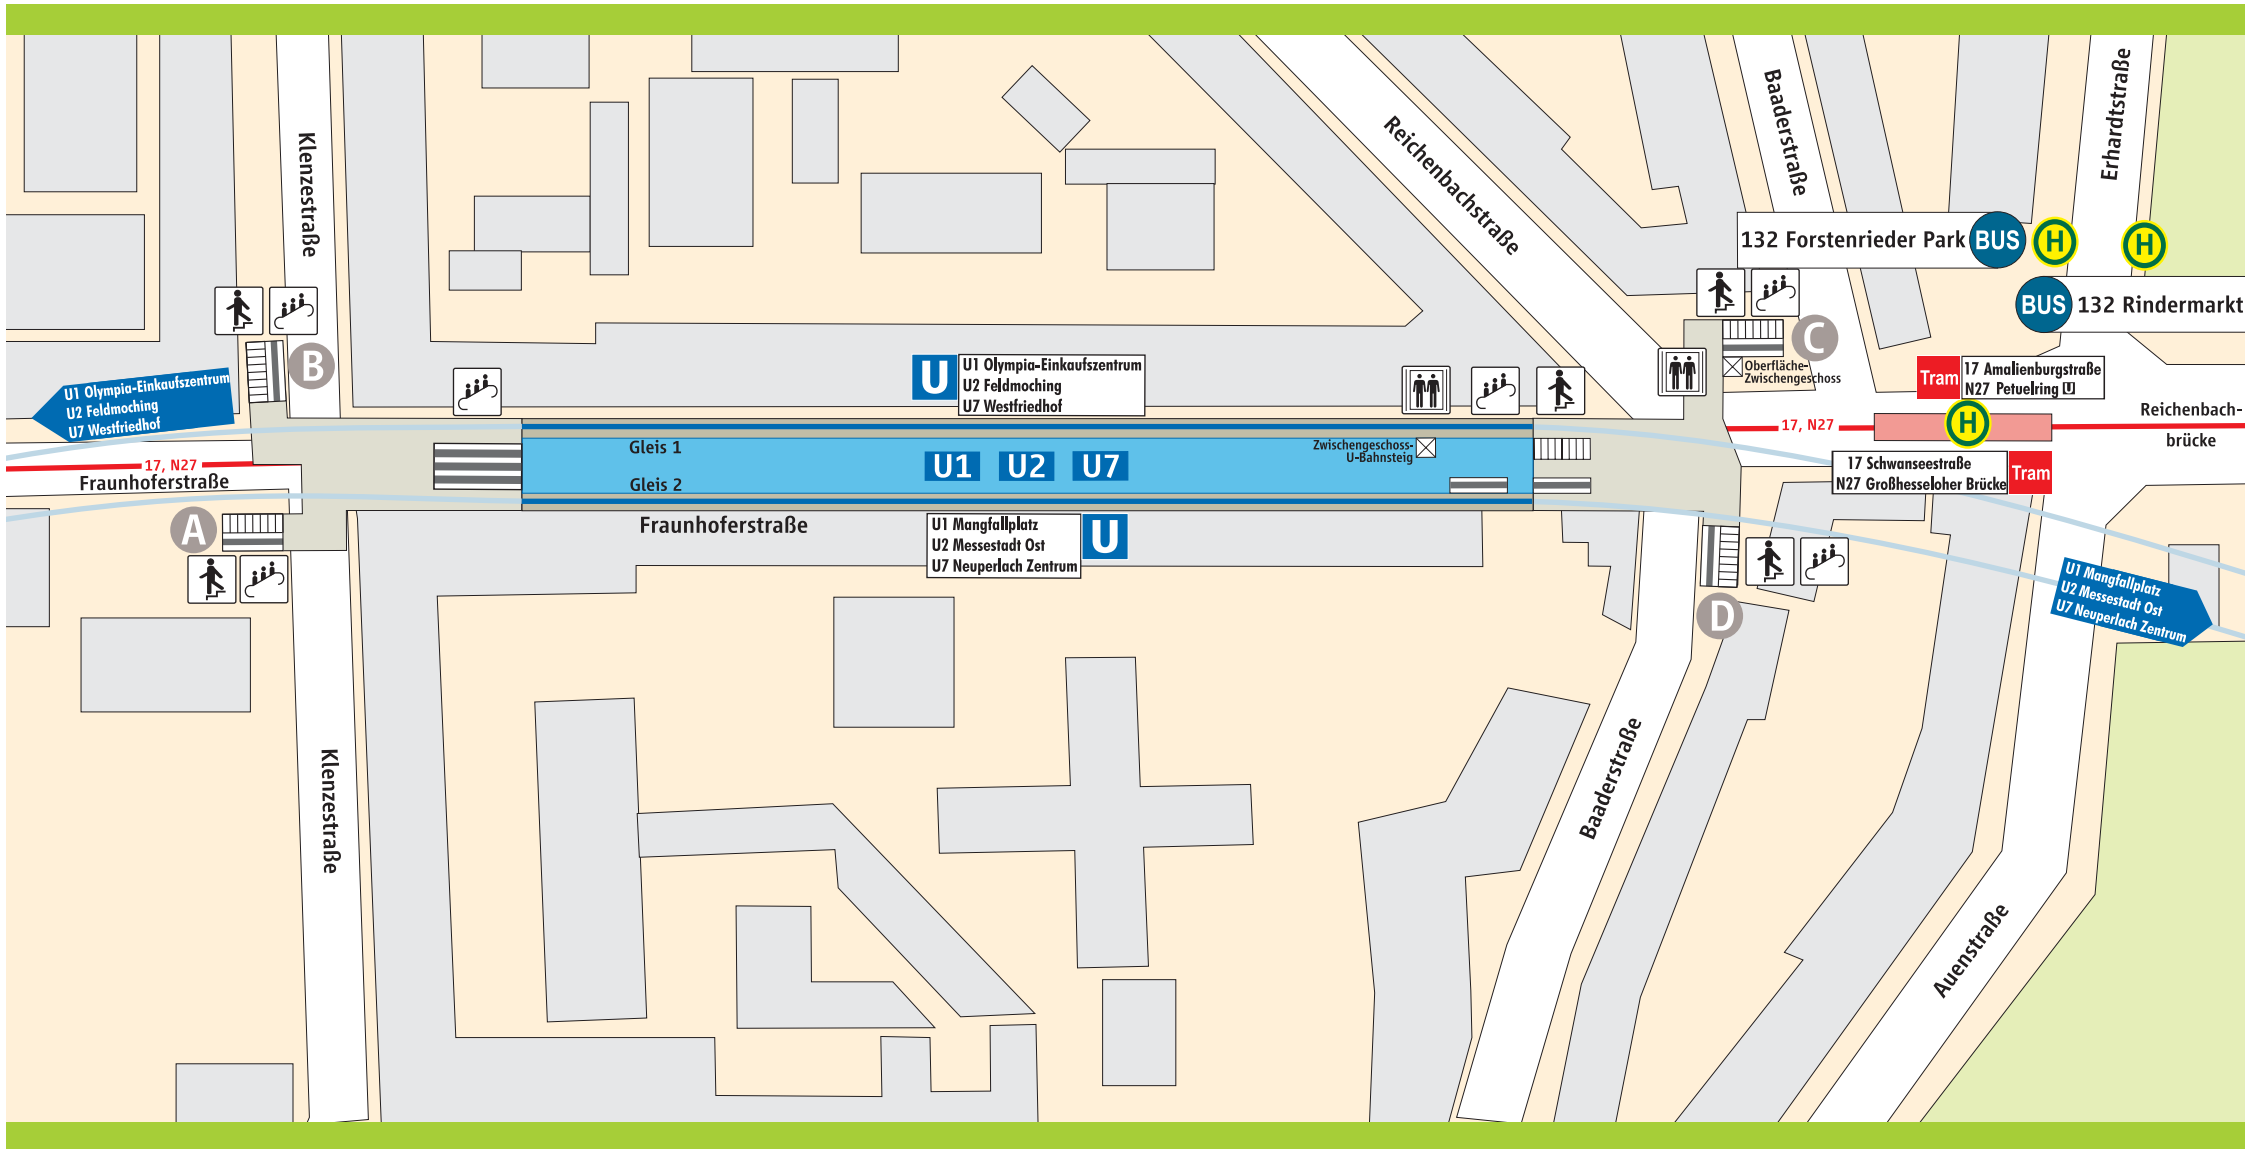 Klenzestraße
Reichenbachstraße
Baaderstraße
Erhardtstraße
132 Forstenrieder Park BUS H
H
BUS 132 Rindermarkt
B
C
U1 Olympia-Einkaufszentrum
U2 Feldmoching
U7 Westfriedhof
U
U1 Olympia-Einkaufszentrum
U2 Feldmoching
U7 Westfriedhof
Oberfläche-
Zwischengeschoss
Tram
17 Amalienburgstraße
N27 Petuelring U
H
17, N27
Reichenbach-
brücke
17, N27
Fraunhoferstraße
Gleis 1
Gleis 2
U1 U2 U7
Zwischengeschoss-
U-Bahnsteig
17 Schwanseestraße
N27 Großhesseloher Brücke
Tram
A
Fraunhoferstraße
U1 Mangfallplatz
U2 Messestadt Ost
U7 Neuperlach Zentrum
U
D
U1 Mangfallplatz
U2 Messestadt Ost
U7 Neuperlach Zentrum
Klenzestraße
Baaderstraße
Auenstraße